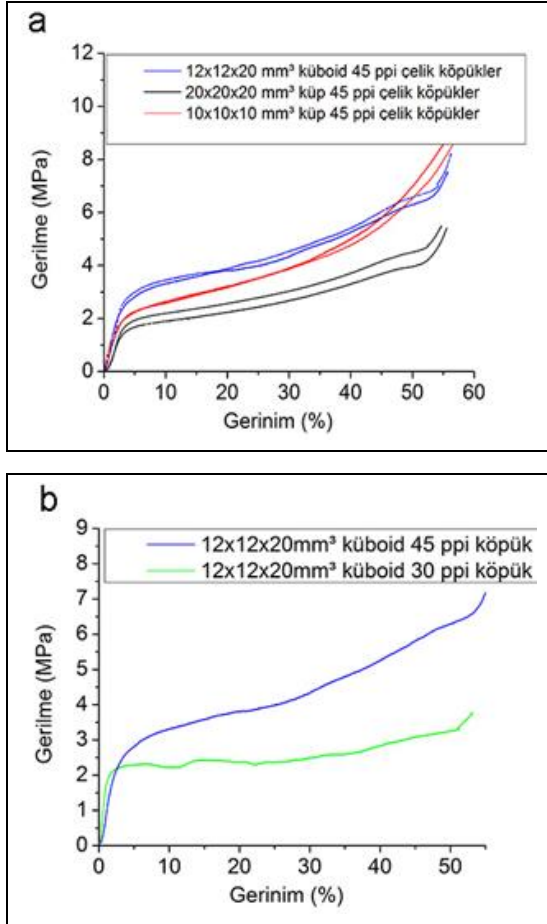 a
12x12x20 mm³ küboid 45 ppi çelik köpükler
20x20x20 mm³ küp 45 ppi çelik köpükler
10x10x10 mm³ küp 45 ppi çelik köpükler
12
10
8
6
4
2
0
Gerilme (MPa)
0 10 20 30 40 50 60
Gerinim (%)
b
12x12x20mm³ küboid 45 ppi köpük
12x12x20mm³ küboid 30 ppi köpük
9
8
7
6
5
4
3
2
1
0
Gerilme (MPa)
0 10 20 30 40 50
Gerinim (%)